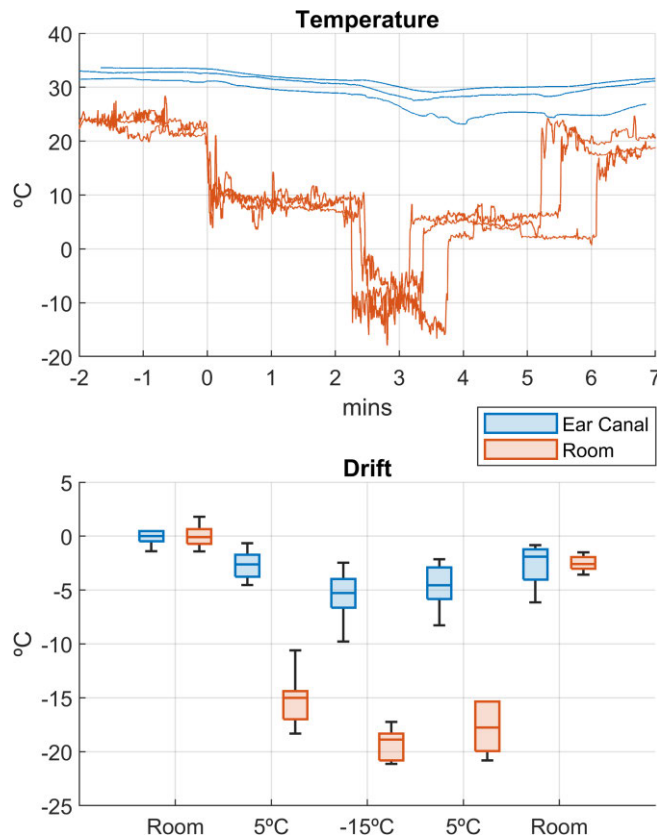 Temperature
40
30
20
10
0
-10
-20
ºC
-2 -1 0 1 2 3 4 5 6 7
mins
Ear Canal
Room
Drift
5
0
-5
-10
-15
-20
-25
ºC
Room 5ºC -15ºC 5ºC Room